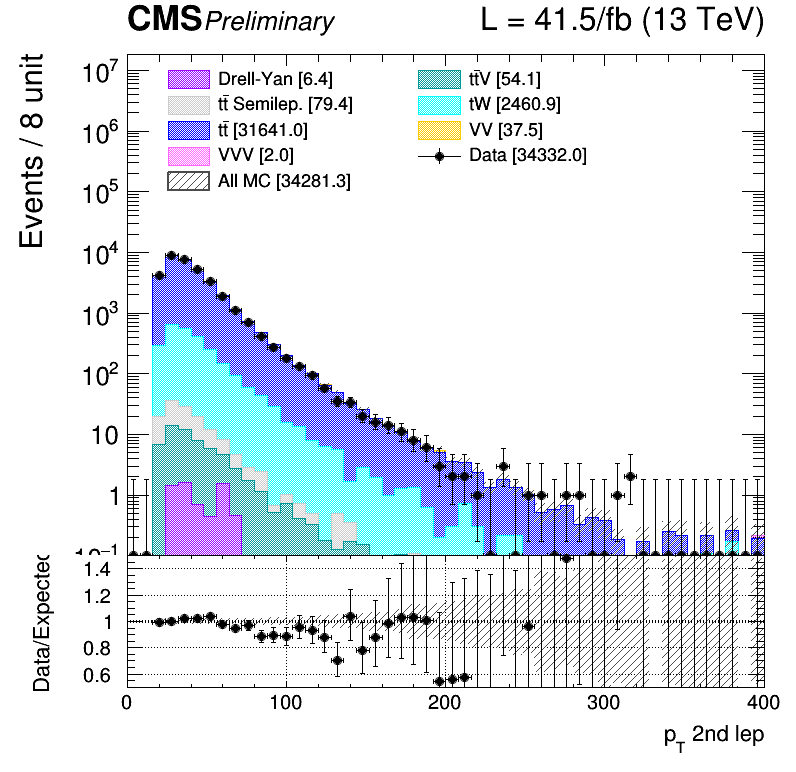 CMS Preliminary L = 41.5/fb (13 TeV)
Events / 8 unit
10⁷
10⁶
10⁵
10⁴
10³
10²
10
1
10⁻¹
Drell-Yan [6.4]
tt̄ Semilep. [79.4]
tt̄ [31641.0]
VVV [2.0]
All MC [34281.3]
tt̄V [54.1]
tW [2460.9]
VV [37.5]
Data [34332.0]
Data/Expected
1.4
1.2
1
0.8
0.6
0 100 200 300 400
p_T 2nd lep